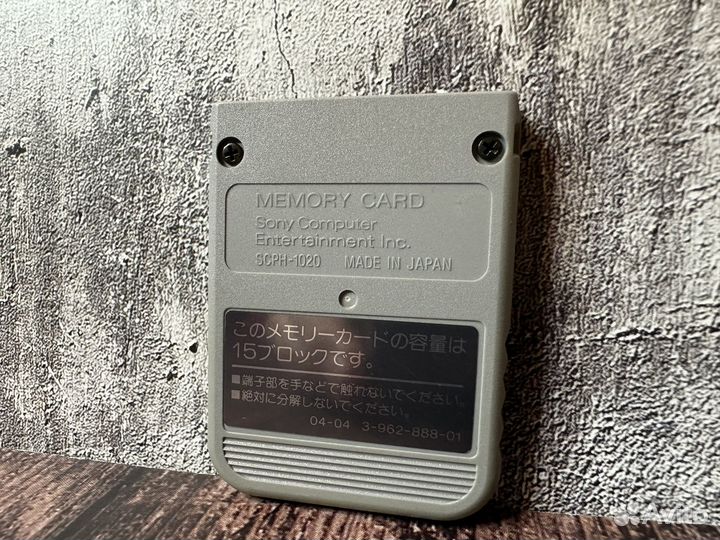 MEMORY CARD
Sony Computer
Entertainment Inc.
SCPH-1020 MADE IN JAPAN
このメモリーカードの容量は
15ブロックです。
■端子部を手などで触れないでください。
■絶対に分解しないでください。
04-04 3-962-888-01
Avito